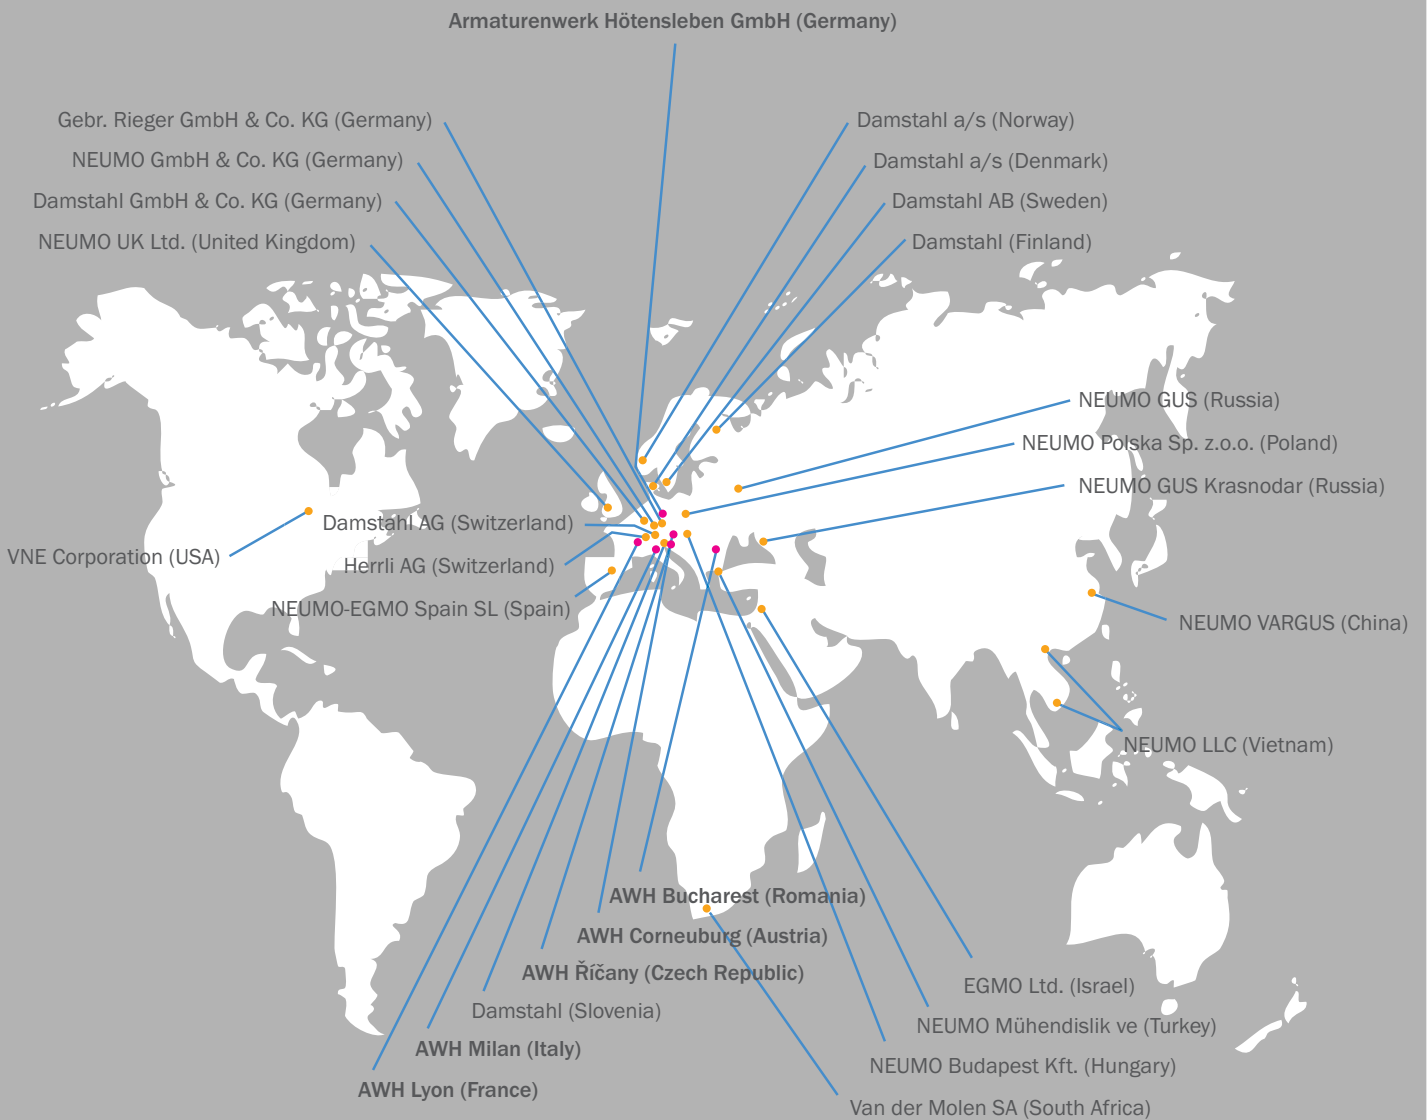 Armaturenwerk Hötensleben GmbH (Germany)
Gebr. Rieger GmbH & Co. KG (Germany)
NEUMO GmbH & Co. KG (Germany)
Damstahl GmbH & Co. KG (Germany)
NEUMO UK Ltd. (United Kingdom)
Damstahl a/s (Norway)
Damstahl a/s (Denmark)
Damstahl AB (Sweden)
Damstahl (Finland)
NEUMO GUS (Russia)
NEUMO Polska Sp. z.o.o. (Poland)
NEUMO GUS Krasnodar (Russia)
Damstahl AG (Switzerland)
VNE Corporation (USA)
Herrli AG (Switzerland)
NEUMO-EGMO Spain SL (Spain)
NEUMO VARGUS (China)
NEUMO LLC (Vietnam)
AWH Bucharest (Romania)
AWH Corneuburg (Austria)
AWH Říčany (Czech Republic)
Damstahl (Slovenia)
AWH Milan (Italy)
AWH Lyon (France)
EGMO Ltd. (Israel)
NEUMO Mühendislik ve (Turkey)
NEUMO Budapest Kft. (Hungary)
Van der Molen SA (South Africa)